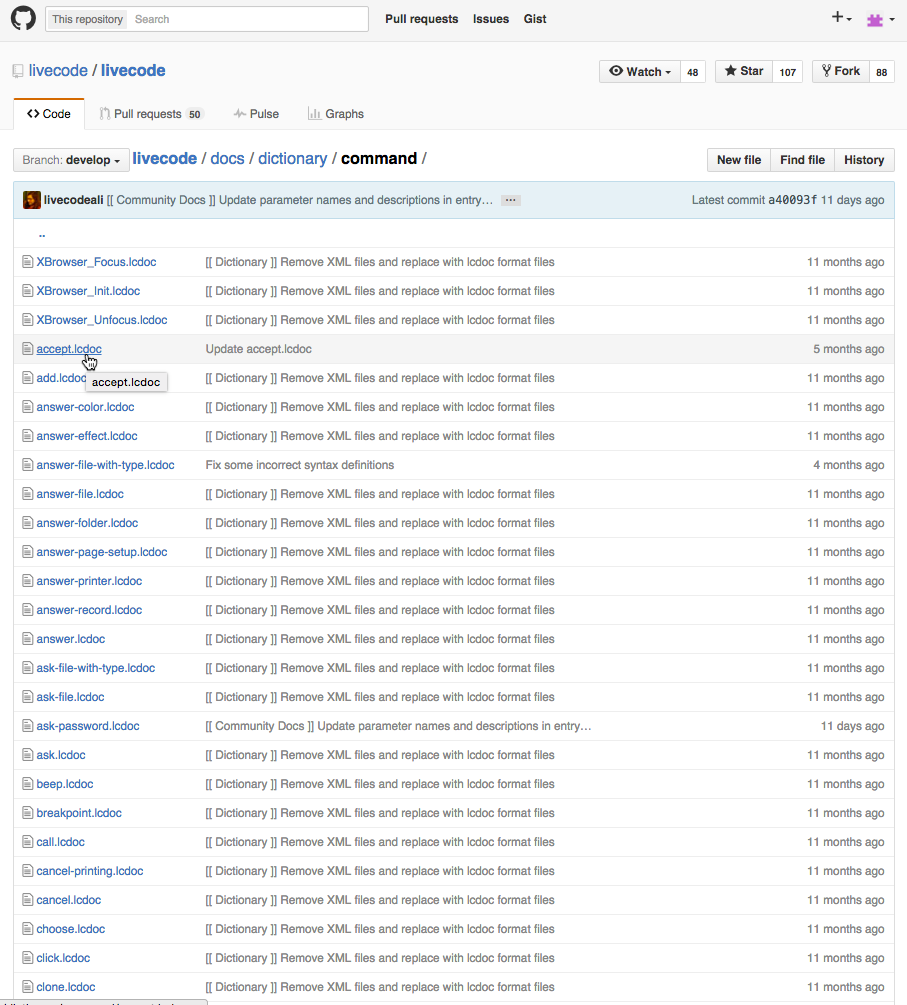 This repository Search Pull requests Issues Gist
livecode / livecode Watch 48 Star 107 Fork 88
Code Pull requests 50 Pulse Graphs
Branch: develop livecode / docs / dictionary / command / New file Find file History
livecodeali [[ Community Docs ]] Update parameter names and descriptions in entry… … Latest commit a40093f 11 days ago
..
XBrowser_Focus.lcdoc [[ Dictionary ]] Remove XML files and replace with lcdoc format files 11 months ago
XBrowser_Init.lcdoc [[ Dictionary ]] Remove XML files and replace with lcdoc format files 11 months ago
XBrowser_Unfocus.lcdoc [[ Dictionary ]] Remove XML files and replace with lcdoc format files 11 months ago
accept.lcdoc Update accept.lcdoc 5 months ago
add.lcdoc [[ Dictionary ]] Remove XML files and replace with lcdoc format files 11 months ago
accept.lcdoc
answer-color.lcdoc [[ Dictionary ]] Remove XML files and replace with lcdoc format files 11 months ago
answer-effect.lcdoc [[ Dictionary ]] Remove XML files and replace with lcdoc format files 11 months ago
answer-file-with-type.lcdoc Fix some incorrect syntax definitions 4 months ago
answer-file.lcdoc [[ Dictionary ]] Remove XML files and replace with lcdoc format files 11 months ago
answer-folder.lcdoc [[ Dictionary ]] Remove XML files and replace with lcdoc format files 11 months ago
answer-page-setup.lcdoc [[ Dictionary ]] Remove XML files and replace with lcdoc format files 11 months ago
answer-printer.lcdoc [[ Dictionary ]] Remove XML files and replace with lcdoc format files 11 months ago
answer-record.lcdoc [[ Dictionary ]] Remove XML files and replace with lcdoc format files 11 months ago
answer.lcdoc [[ Dictionary ]] Remove XML files and replace with lcdoc format files 11 months ago
ask-file-with-type.lcdoc [[ Dictionary ]] Remove XML files and replace with lcdoc format files 11 months ago
ask-file.lcdoc [[ Dictionary ]] Remove XML files and replace with lcdoc format files 11 months ago
ask-password.lcdoc [[ Community Docs ]] Update parameter names and descriptions in entry… 11 days ago
ask.lcdoc [[ Dictionary ]] Remove XML files and replace with lcdoc format files 11 months ago
beep.lcdoc [[ Dictionary ]] Remove XML files and replace with lcdoc format files 11 months ago
breakpoint.lcdoc [[ Dictionary ]] Remove XML files and replace with lcdoc format files 11 months ago
call.lcdoc [[ Dictionary ]] Remove XML files and replace with lcdoc format files 11 months ago
cancel-printing.lcdoc [[ Dictionary ]] Remove XML files and replace with lcdoc format files 11 months ago
cancel.lcdoc [[ Dictionary ]] Remove XML files and replace with lcdoc format files 11 months ago
choose.lcdoc [[ Dictionary ]] Remove XML files and replace with lcdoc format files 11 months ago
click.lcdoc [[ Dictionary ]] Remove XML files and replace with lcdoc format files 11 months ago
clone.lcdoc [[ Dictionary ]] Remove XML files and replace with lcdoc format files 11 months ago